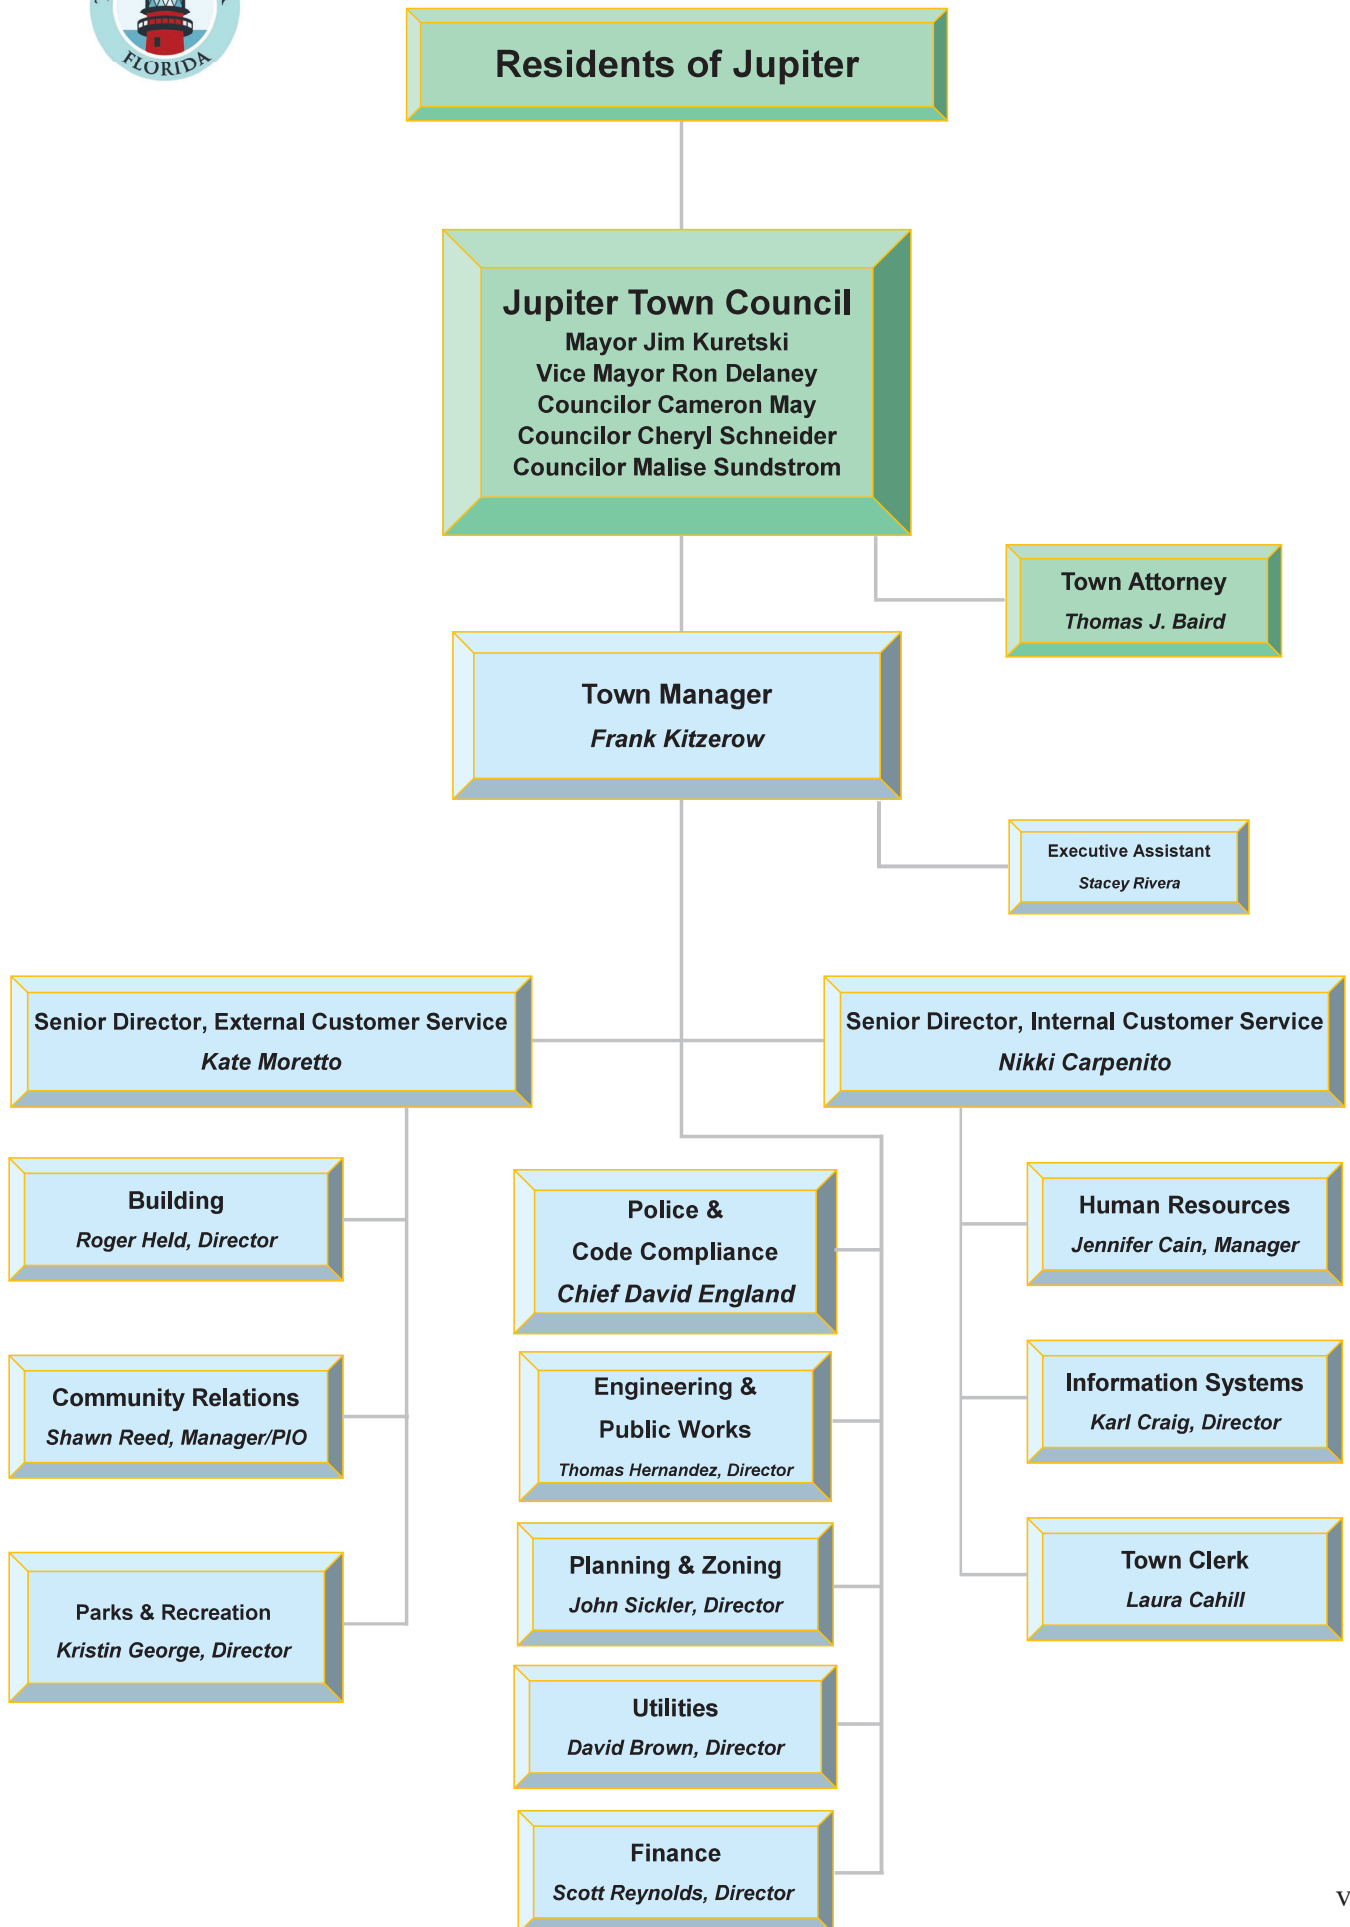 FLORIDA
Residents of Jupiter
Jupiter Town Council
Mayor Jim Kuretski
Vice Mayor Ron Delaney
Councilor Cameron May
Councilor Cheryl Schneider
Councilor Malise Sundstrom
Town Attorney
Thomas J. Baird
Town Manager
Frank Kitzerow
Executive Assistant
Stacey Rivera
Senior Director, External Customer Service
Kate Moretto
Senior Director, Internal Customer Service
Nikki Carpenito
Building
Roger Held, Director
Community Relations
Shawn Reed, Manager/PIO
Parks & Recreation
Kristin George, Director
Police &
Code Compliance
Chief David England
Engineering &
Public Works
Thomas Hernandez, Director
Planning & Zoning
John Sickler, Director
Utilities
David Brown, Director
Finance
Scott Reynolds, Director
Human Resources
Jennifer Cain, Manager
Information Systems
Karl Craig, Director
Town Clerk
Laura Cahill
v